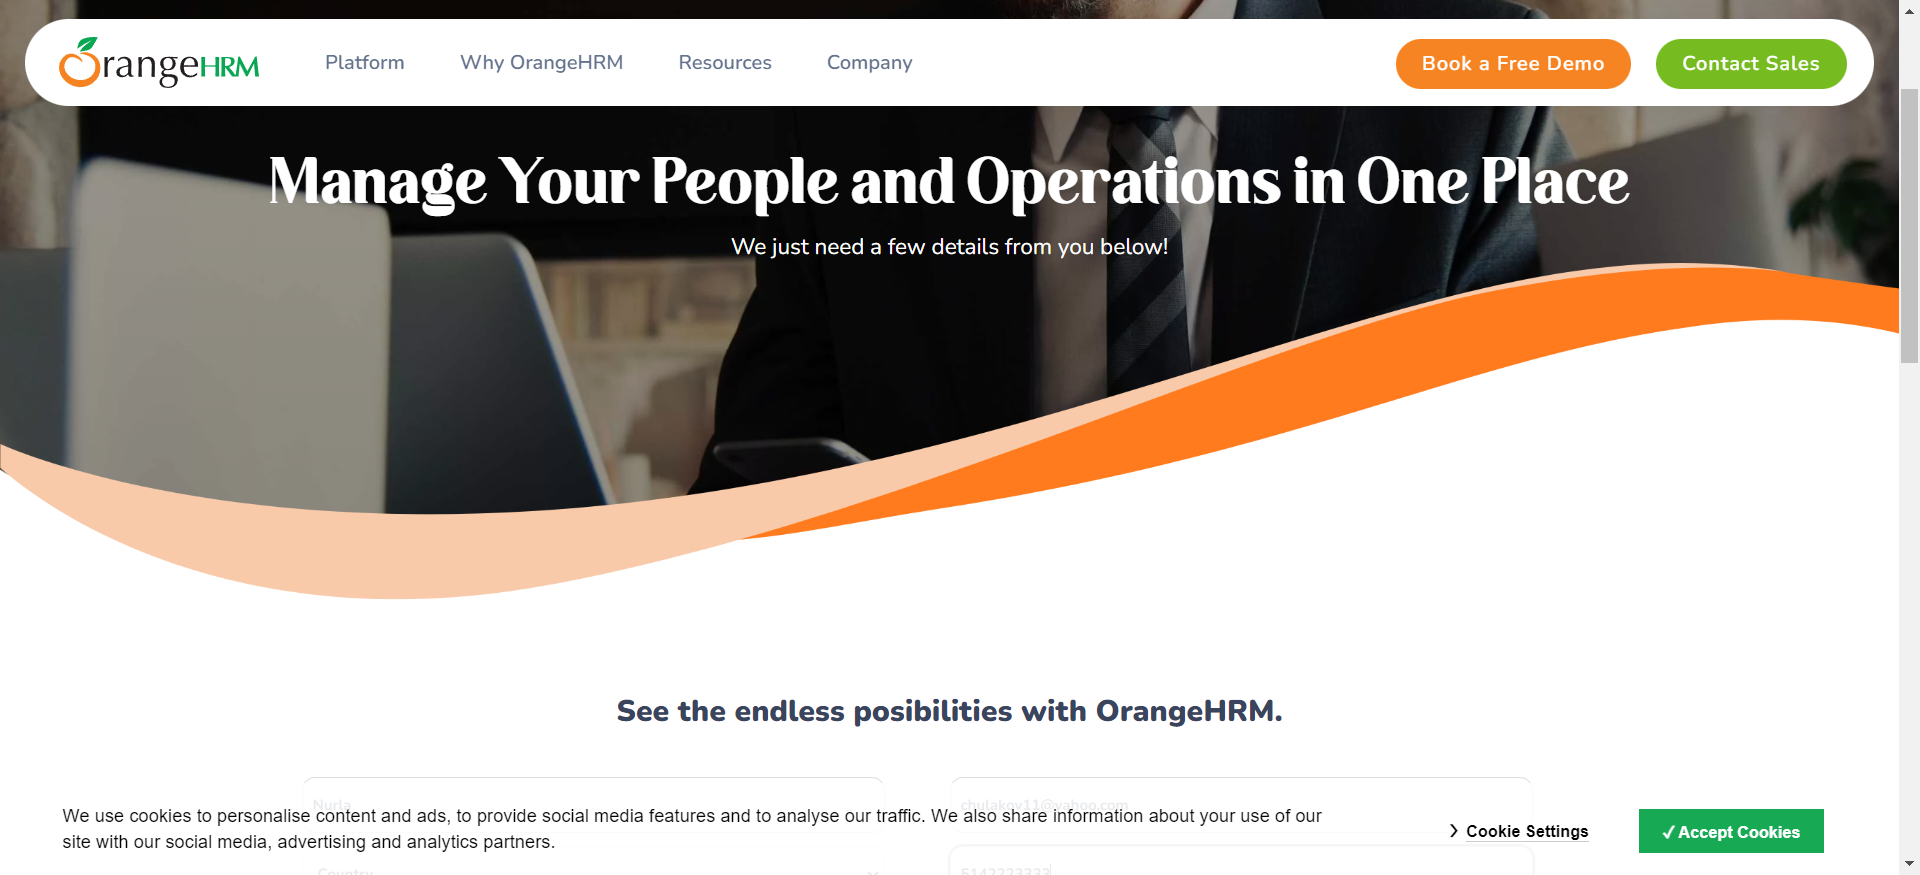 OrangeHRM
Platform
Why OrangeHRM
Resources
Company
Book a Free Demo
Contact Sales
Manage Your People and Operations in One Place
We just need a few details from you below!
See the endless posibilities with OrangeHRM.
Nurla
chulakov11@yahoo.com
We use cookies to personalise content and ads, to provide social media features and to analyse our traffic. We also share information about your use of our
site with our social media, advertising and analytics partners.
Cookie Settings
✓ Accept Cookies
Country
5142223333